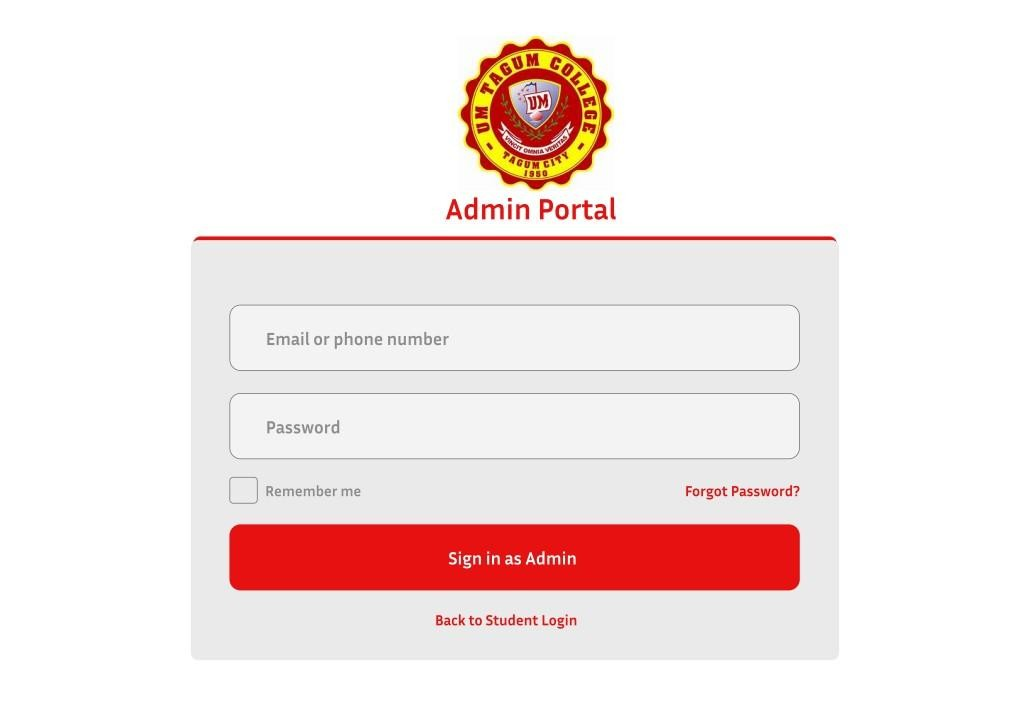 UM TAGUM COLLEGE
UM
VINCIT OMNIA VERITAS
TAGUM CITY
1950
Admin Portal
Email or phone number
Password
Remember me
Forgot Password?
Sign in as Admin
Back to Student Login